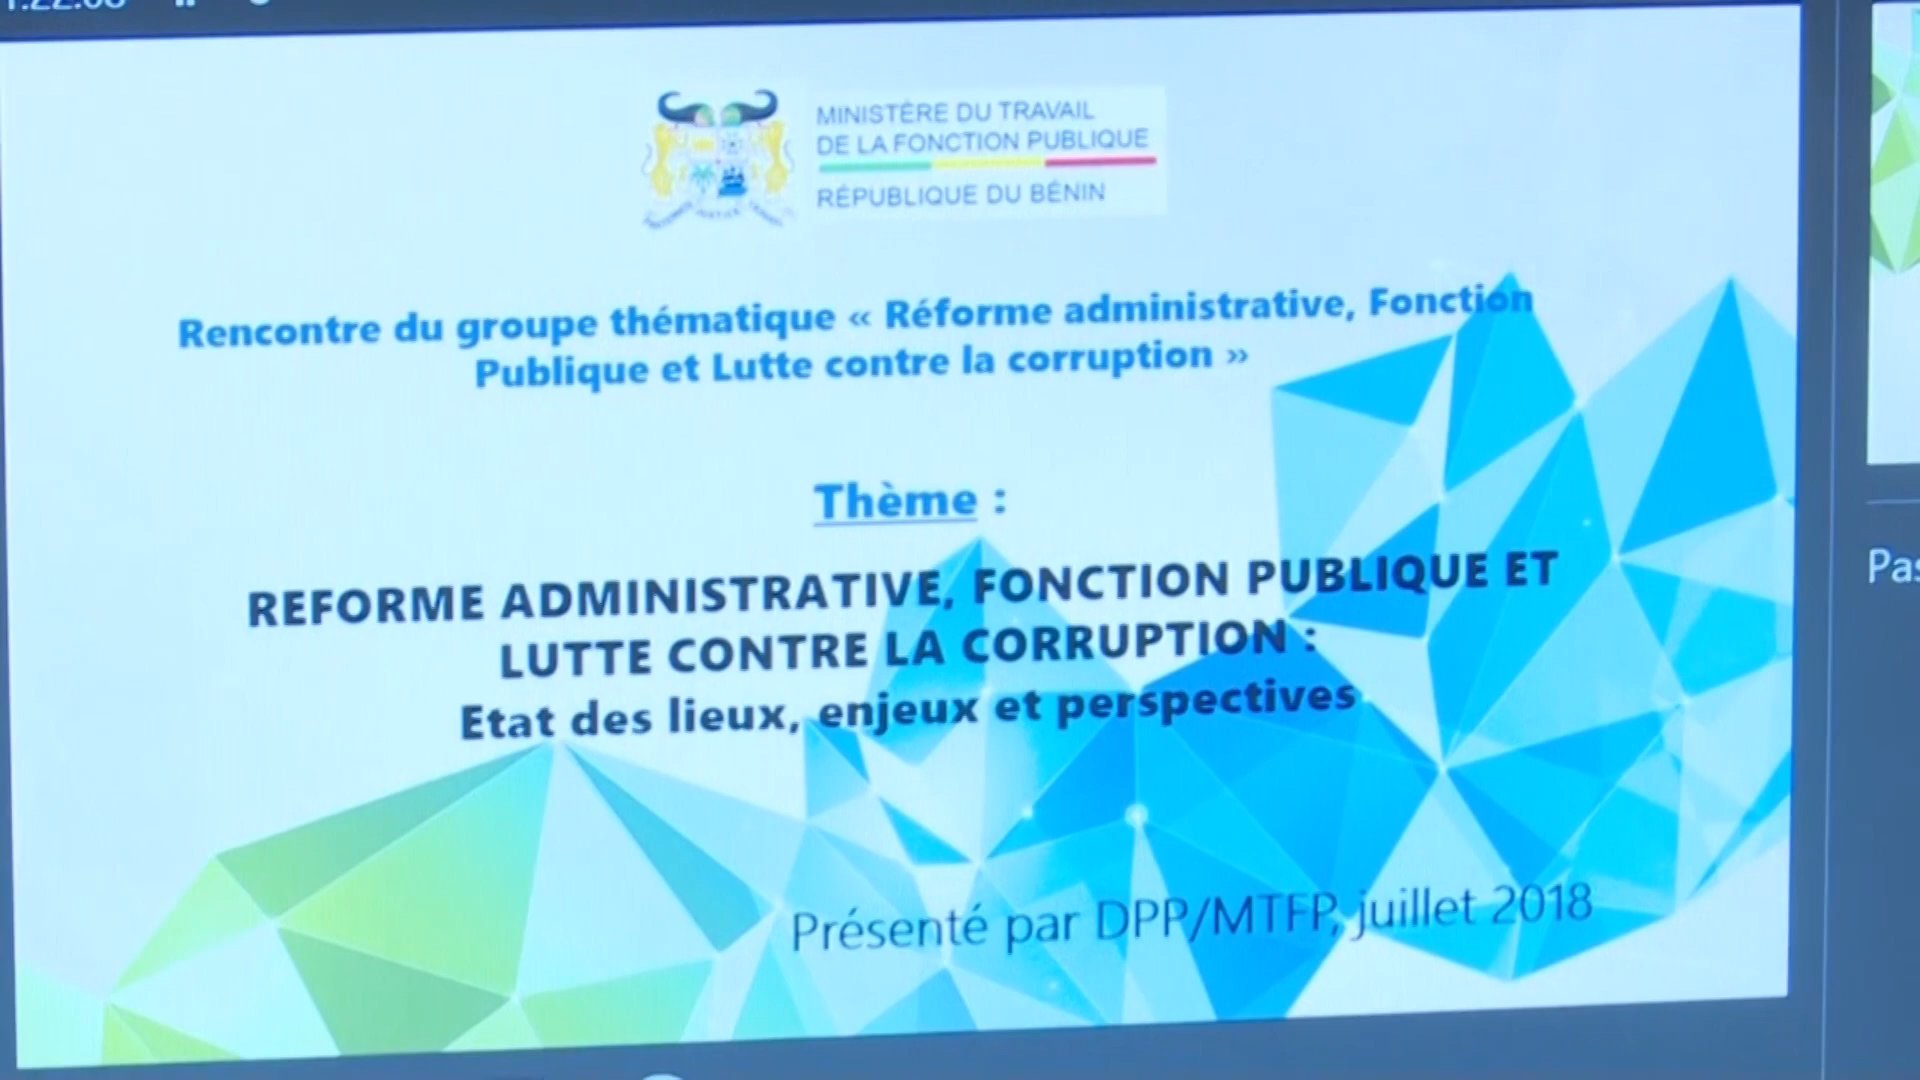 MINISTÈRE DU TRAVAIL
DE LA FONCTION PUBLIQUE
RÉPUBLIQUE DU BÉNIN
Rencontre du groupe thématique « Réforme administrative, Fonction
Publique et Lutte contre la corruption »
Thème :
REFORME ADMINISTRATIVE, FONCTION PUBLIQUE ET
LUTTE CONTRE LA CORRUPTION :
Etat des lieux, enjeux et perspectives
Présenté par DPP/MTFP, juillet 2018